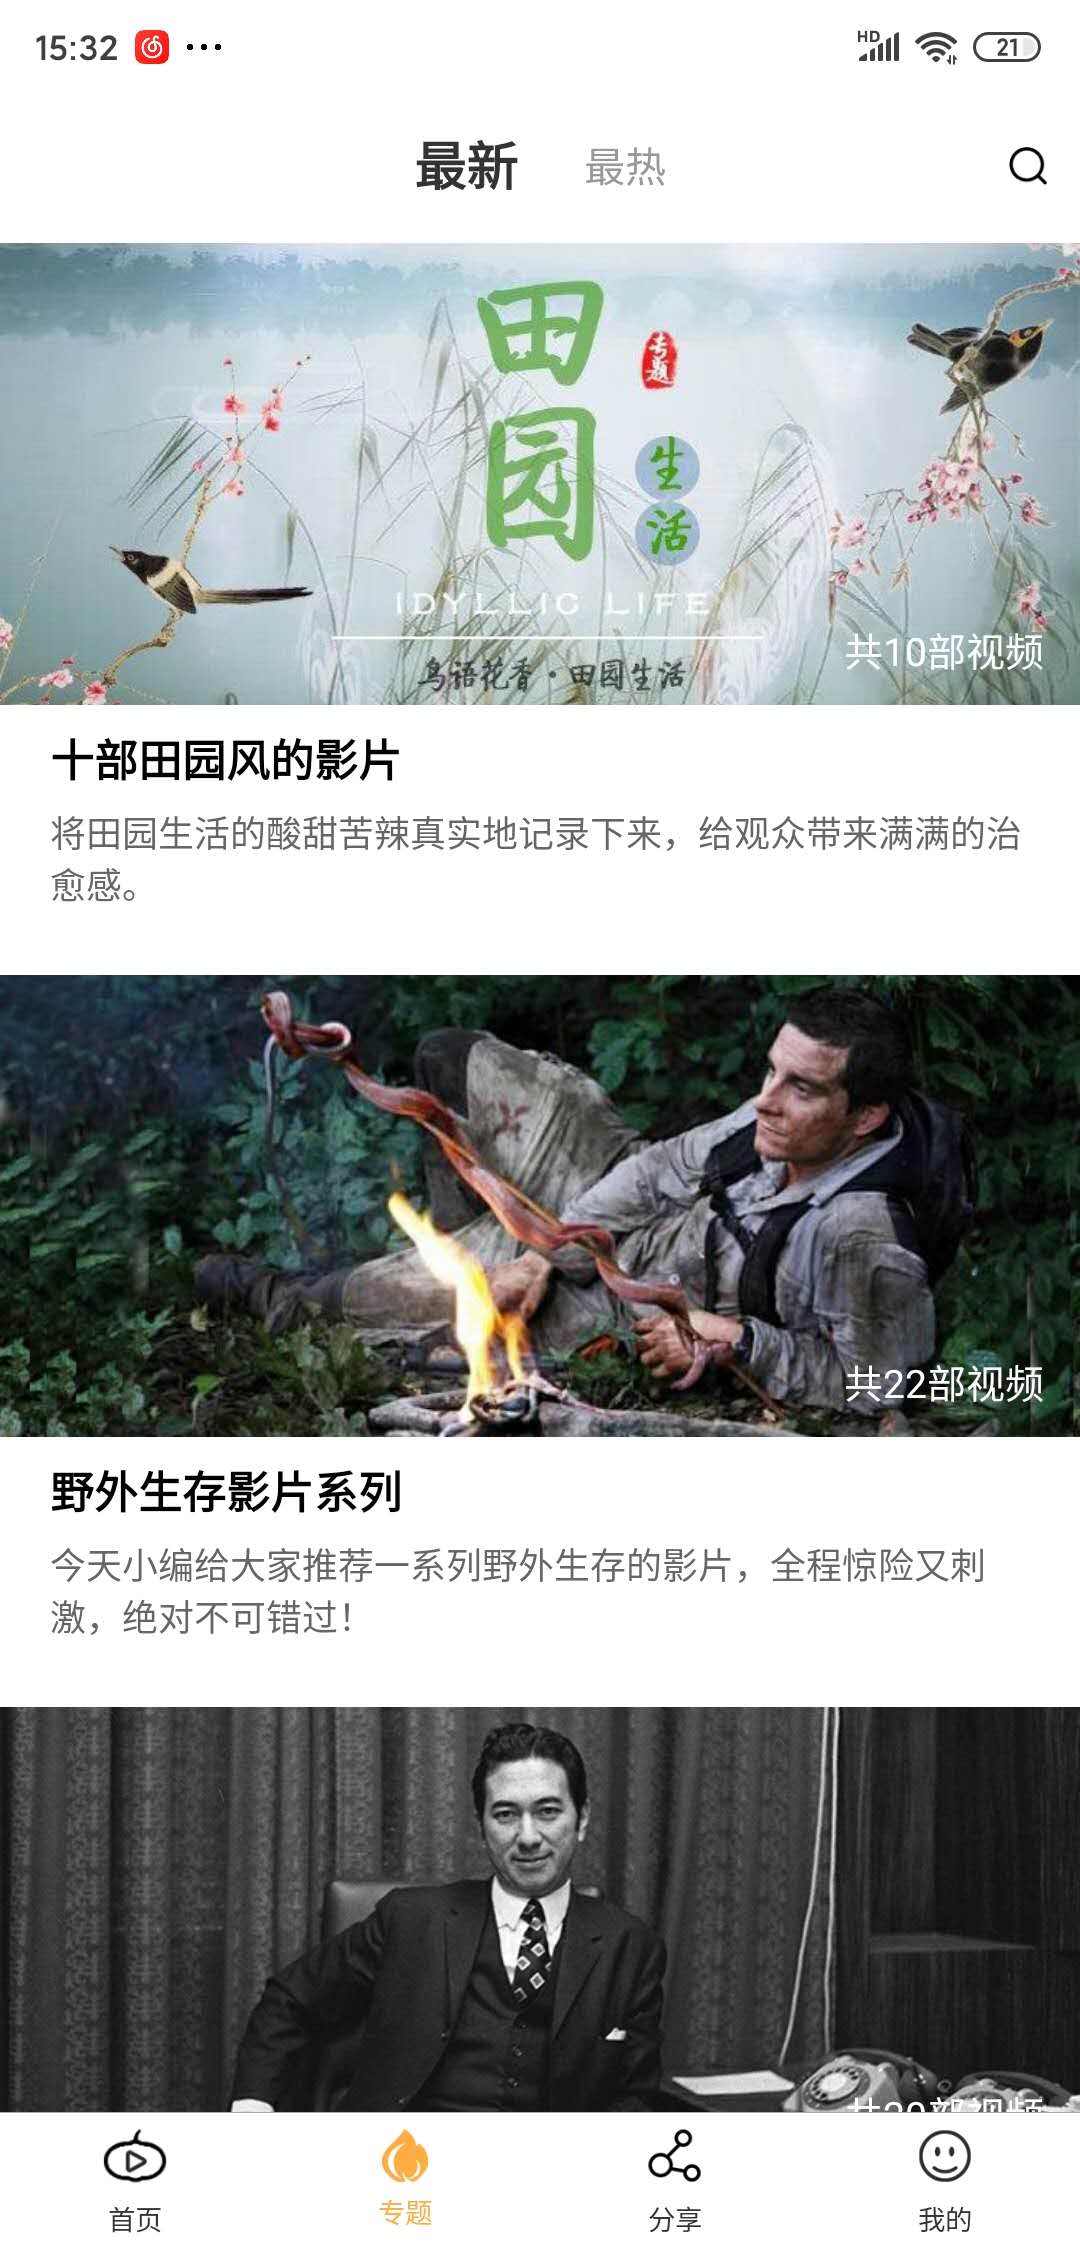 15:32
HD
21
最新
最热
田园
专题
生活
IDYLLIC LIFE
鸟语花香·田园生活
共10部视频
十部田园风的影片
将田园生活的酸甜苦辣真实地记录下来，给观众带来满满的治
愈感。
共22部视频
野外生存影片系列
今天小编给大家推荐一系列野外生存的影片，全程惊险又刺
激，绝对不可错过！
首页
专题
分享
我的